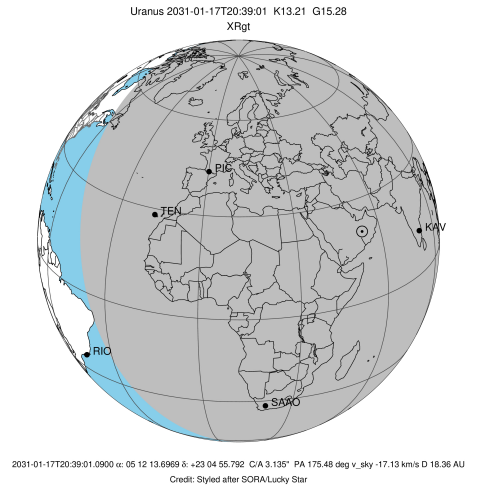 Uranus 2031-01-17T20:39:01 K13.21 G15.28
XRgt
PIC
TEN
KAV
RIO
SAAO
2031-01-17T20:39:01.0900 α: 05 12 13.6969 δ: +23 04 55.792 C/A 3.135" PA 175.48 deg v_sky -17.13 km/s D 18.36 AU
Credit: Styled after SORA/Lucky Star